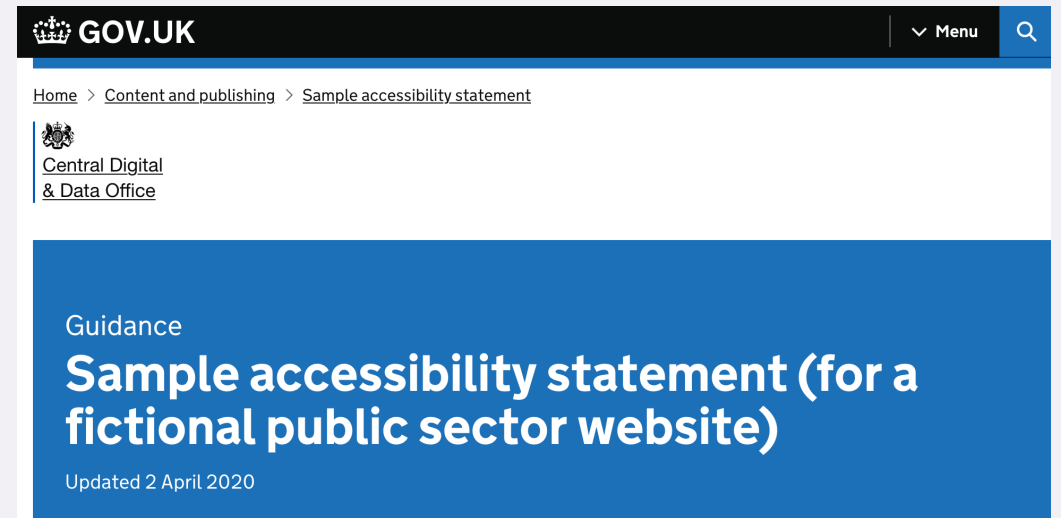 GOV.UK Menu
Home > Content and publishing > Sample accessibility statement
Central Digital
& Data Office
Guidance
Sample accessibility statement (for a
fictional public sector website)
Updated 2 April 2020